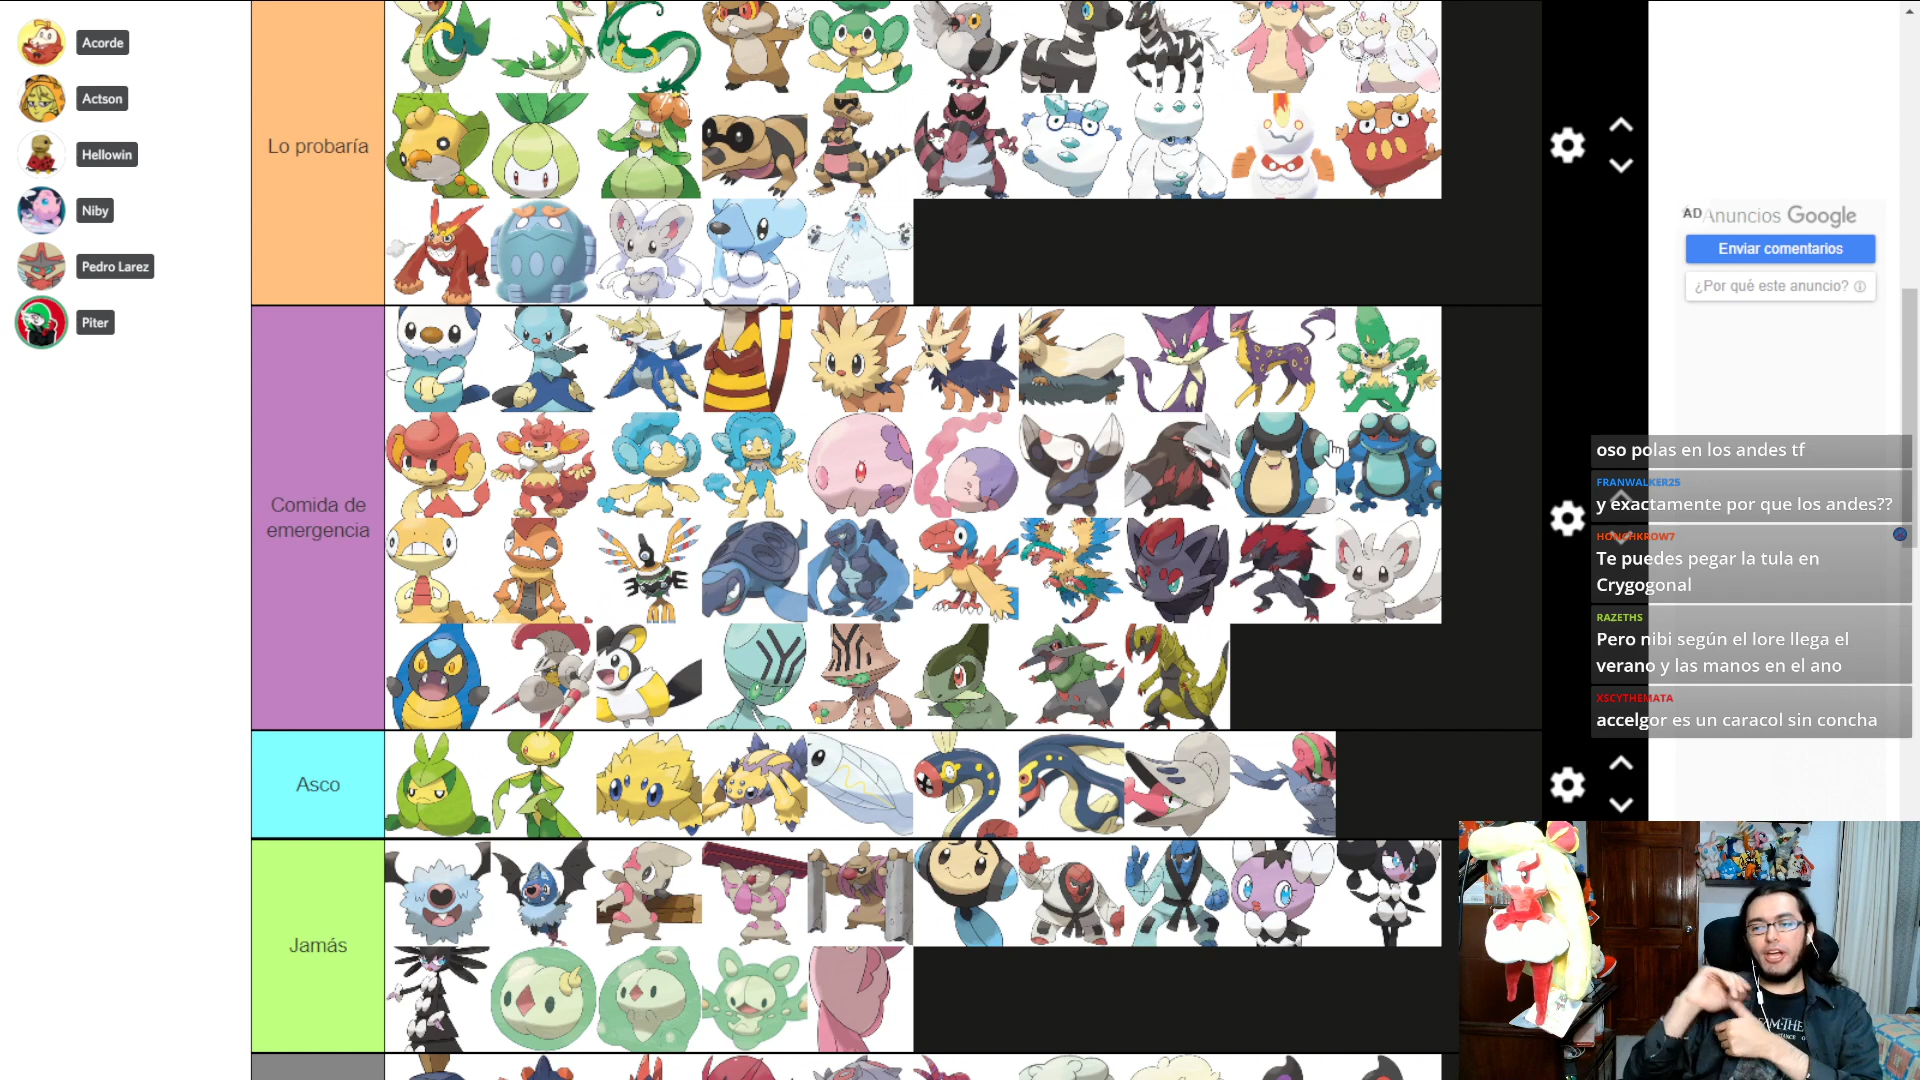 Acorde
Actson
Hellowin
Niby
Pedro Larez
Piter
Lo probaría
Comida de
emergencia
Asco
Jamás
AD Anuncios Google
Enviar comentarios
¿Por qué este anuncio?
oso polas en los andes tf
FRANWALKER25
y exactamente por que los andes??
HONCHKROW7
Te puedes pegar la tula en
Crygogonal
RAZETHS
Pero nibi según el lore llega el
verano y las manos en el ano
XSCYTHEMATA
accelgor es un caracol sin concha